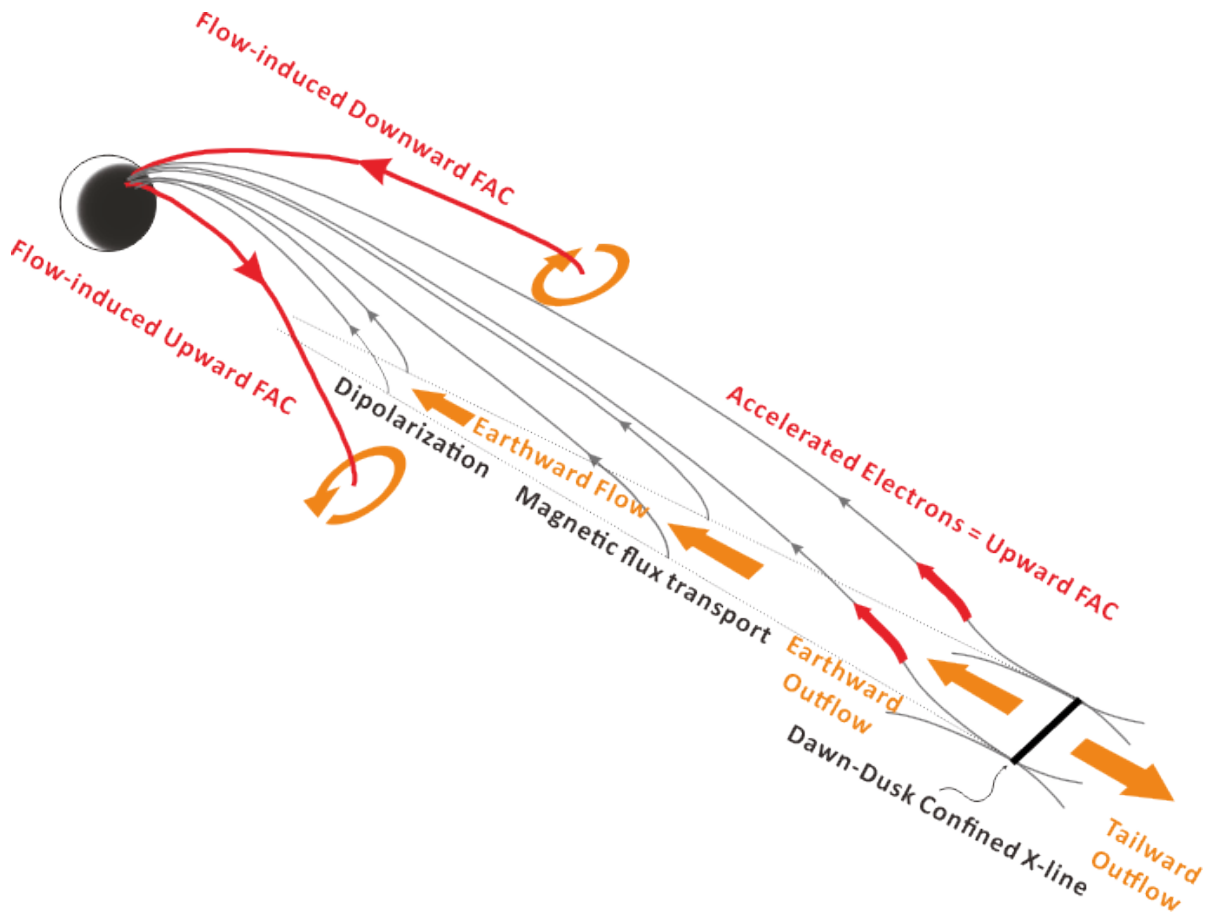 Flow-induced Downward FAC
Flow-induced Upward FAC
Dipolarization
Earthward Flow
Magnetic flux transport
Accelerated Electrons = Upward FAC
Earthward
Outflow
Dawn-Dusk Confined X-line
Tailward
Outflow